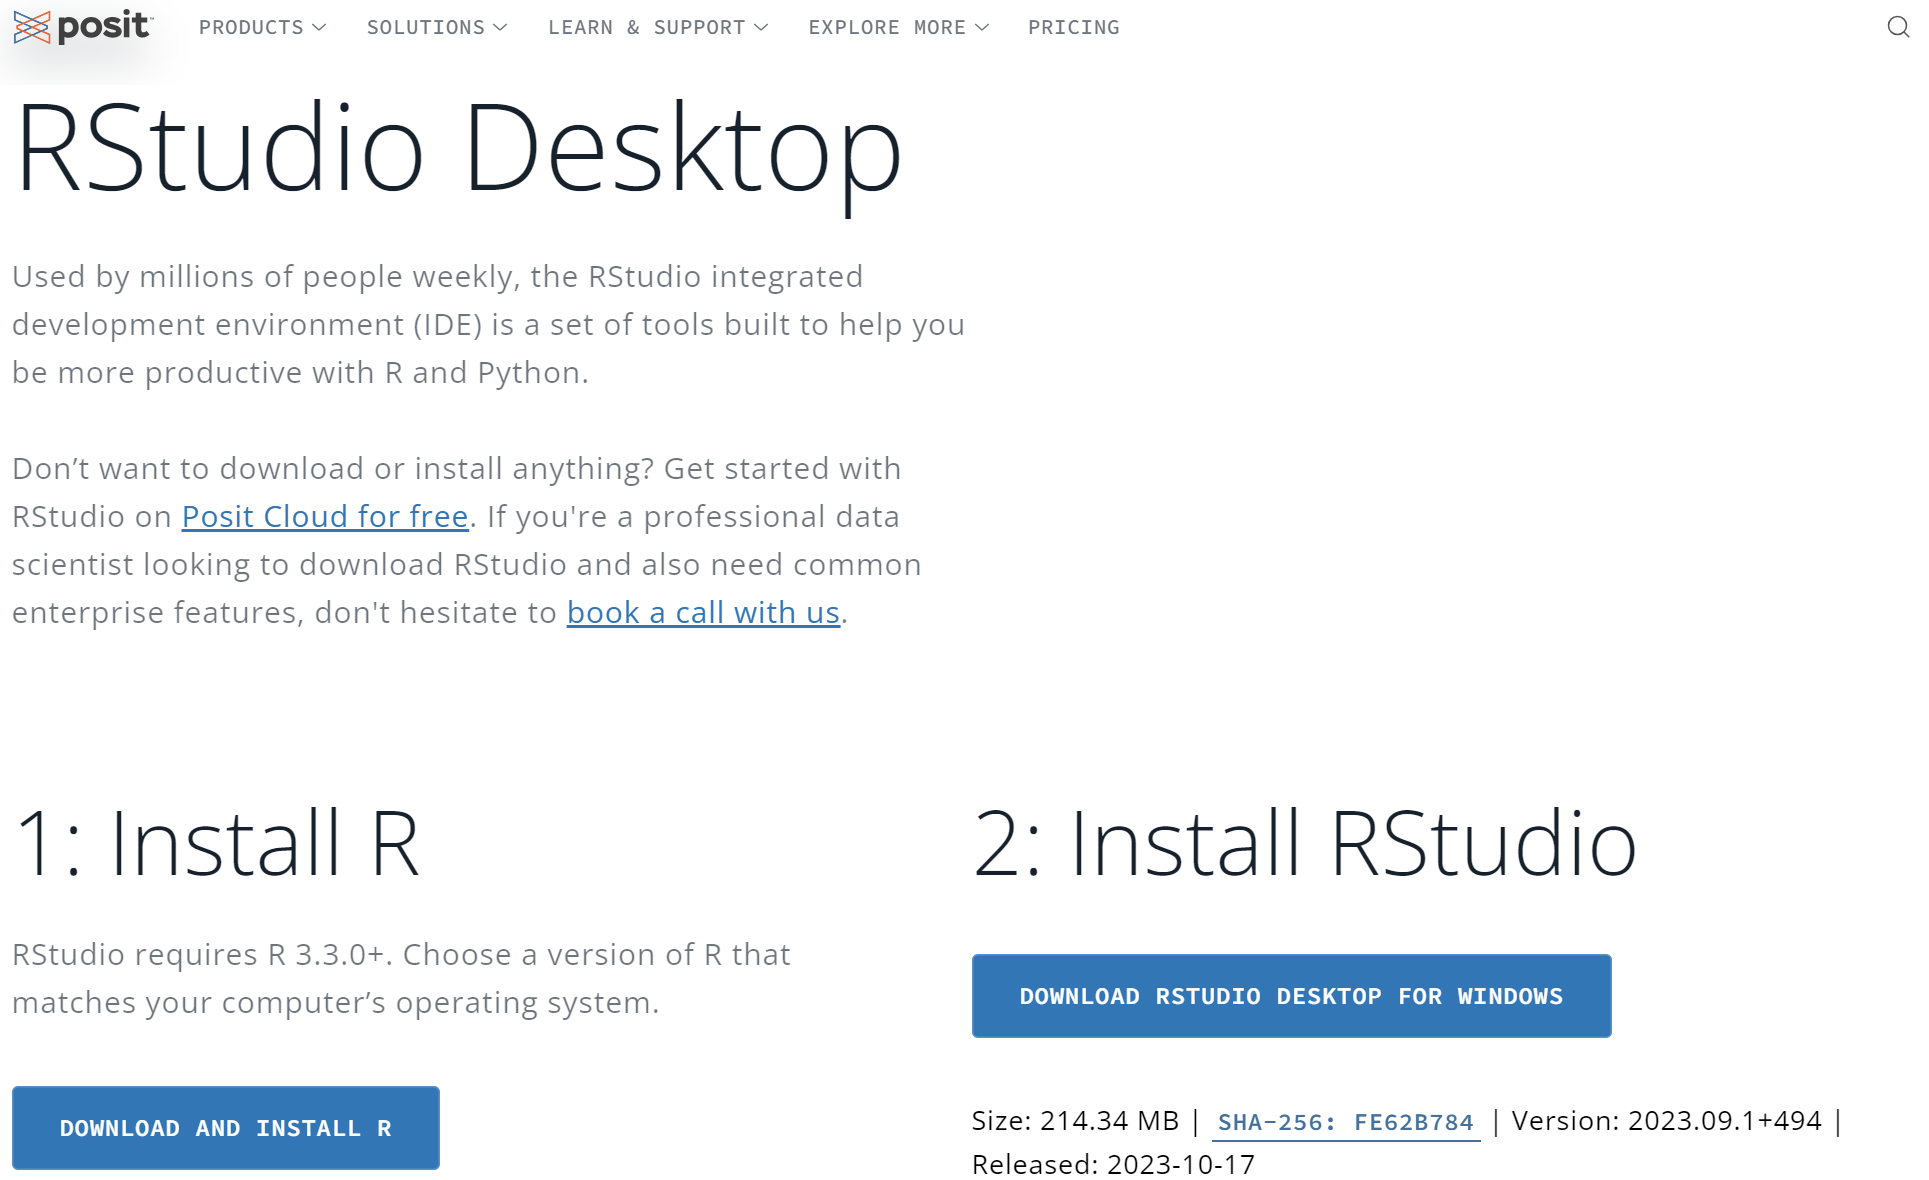 posit
PRODUCTS
SOLUTIONS
LEARN & SUPPORT
EXPLORE MORE
PRICING
RStudio Desktop
Used by millions of people weekly, the RStudio integrated
development environment (IDE) is a set of tools built to help you
be more productive with R and Python.
Don’t want to download or install anything? Get started with
RStudio on Posit Cloud for free. If you're a professional data
scientist looking to download RStudio and also need common
enterprise features, don't hesitate to book a call with us.
1: Install R
RStudio requires R 3.3.0+. Choose a version of R that
matches your computer’s operating system.
DOWNLOAD AND INSTALL R
2: Install RStudio
DOWNLOAD RSTUDIO DESKTOP FOR WINDOWS
Size: 214.34 MB | SHA-256: FE62B784 | Version: 2023.09.1+494 |
Released: 2023-10-17